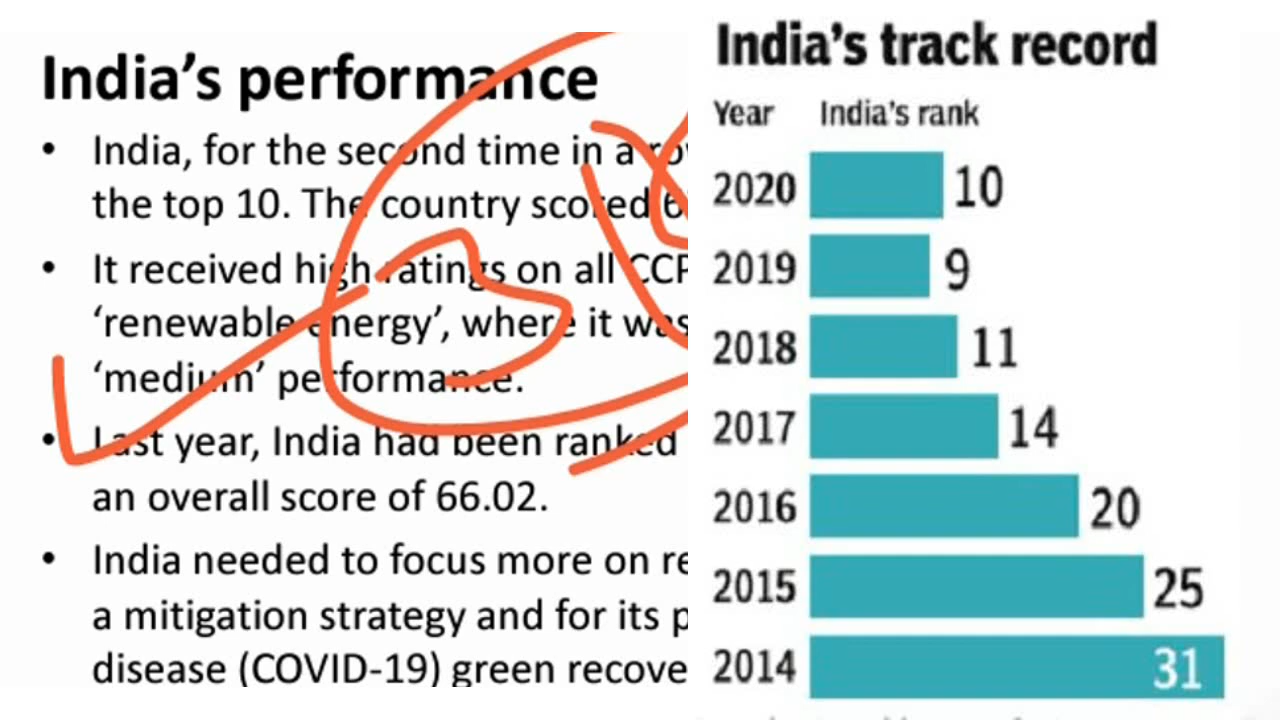 India's performance
• India, for the second time in a
the top 10. The country scored
• It received high ratings on all
'renewable energy', where it was
'medium' performance.
• Last year, India had been ranked
an overall score of 66.02.
• India needed to focus more on
a mitigation strategy and for its
disease (COVID-19) green
India's track record
Year India's rank
2020 10
2019 9
2018 11
2017 14
2016 20
2015 25
2014 31